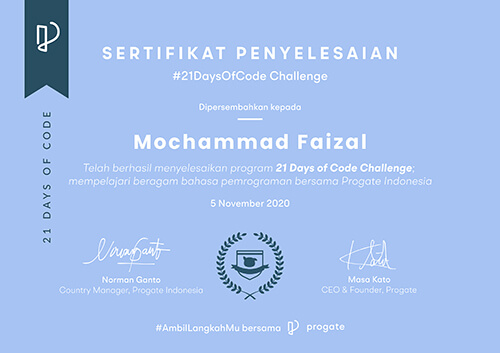 SERTIFIKAT PENYELESAIAN
#21DaysOfCode Challenge
Dipersembahkan kepada
Mochammad Faizal
Telah berhasil menyelesaikan program 21 Days of Code Challenge;
mempelajari beragam bahasa pemrograman bersama Progate Indonesia
5 November 2020
21 DAYS OF CODE
Norman Ganto
Country Manager, Progate Indonesia
Masa Kato
CEO & Founder, Progate
#AmbilLangkahMu bersama progate